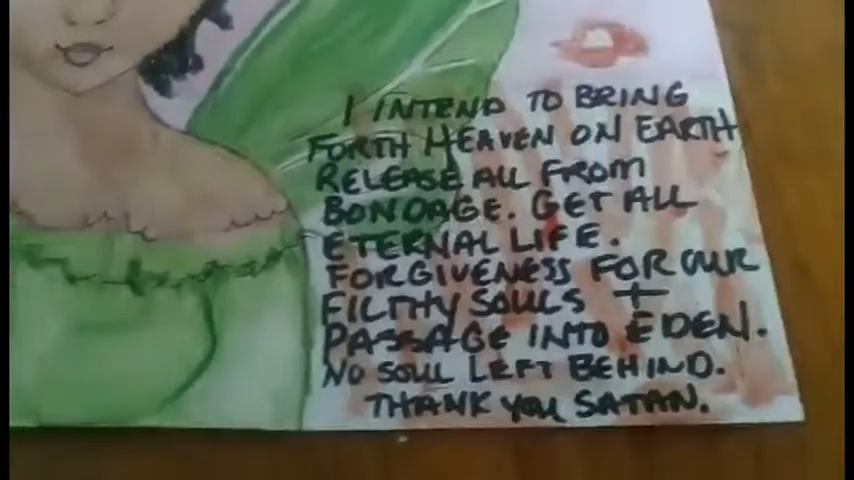 I INTEND TO BRING
FORTH HEAVEN ON EARTH
RELEASE ALL FROM
BONDAGE. GET ALL
ETERNAL LIFE.
FORGIVENESS FOR OUR
FILTHY SOULS +
PASSAGE INTO EDEN.
NO SOUL LEFT BEHIND.
THANK YOU SATAN.